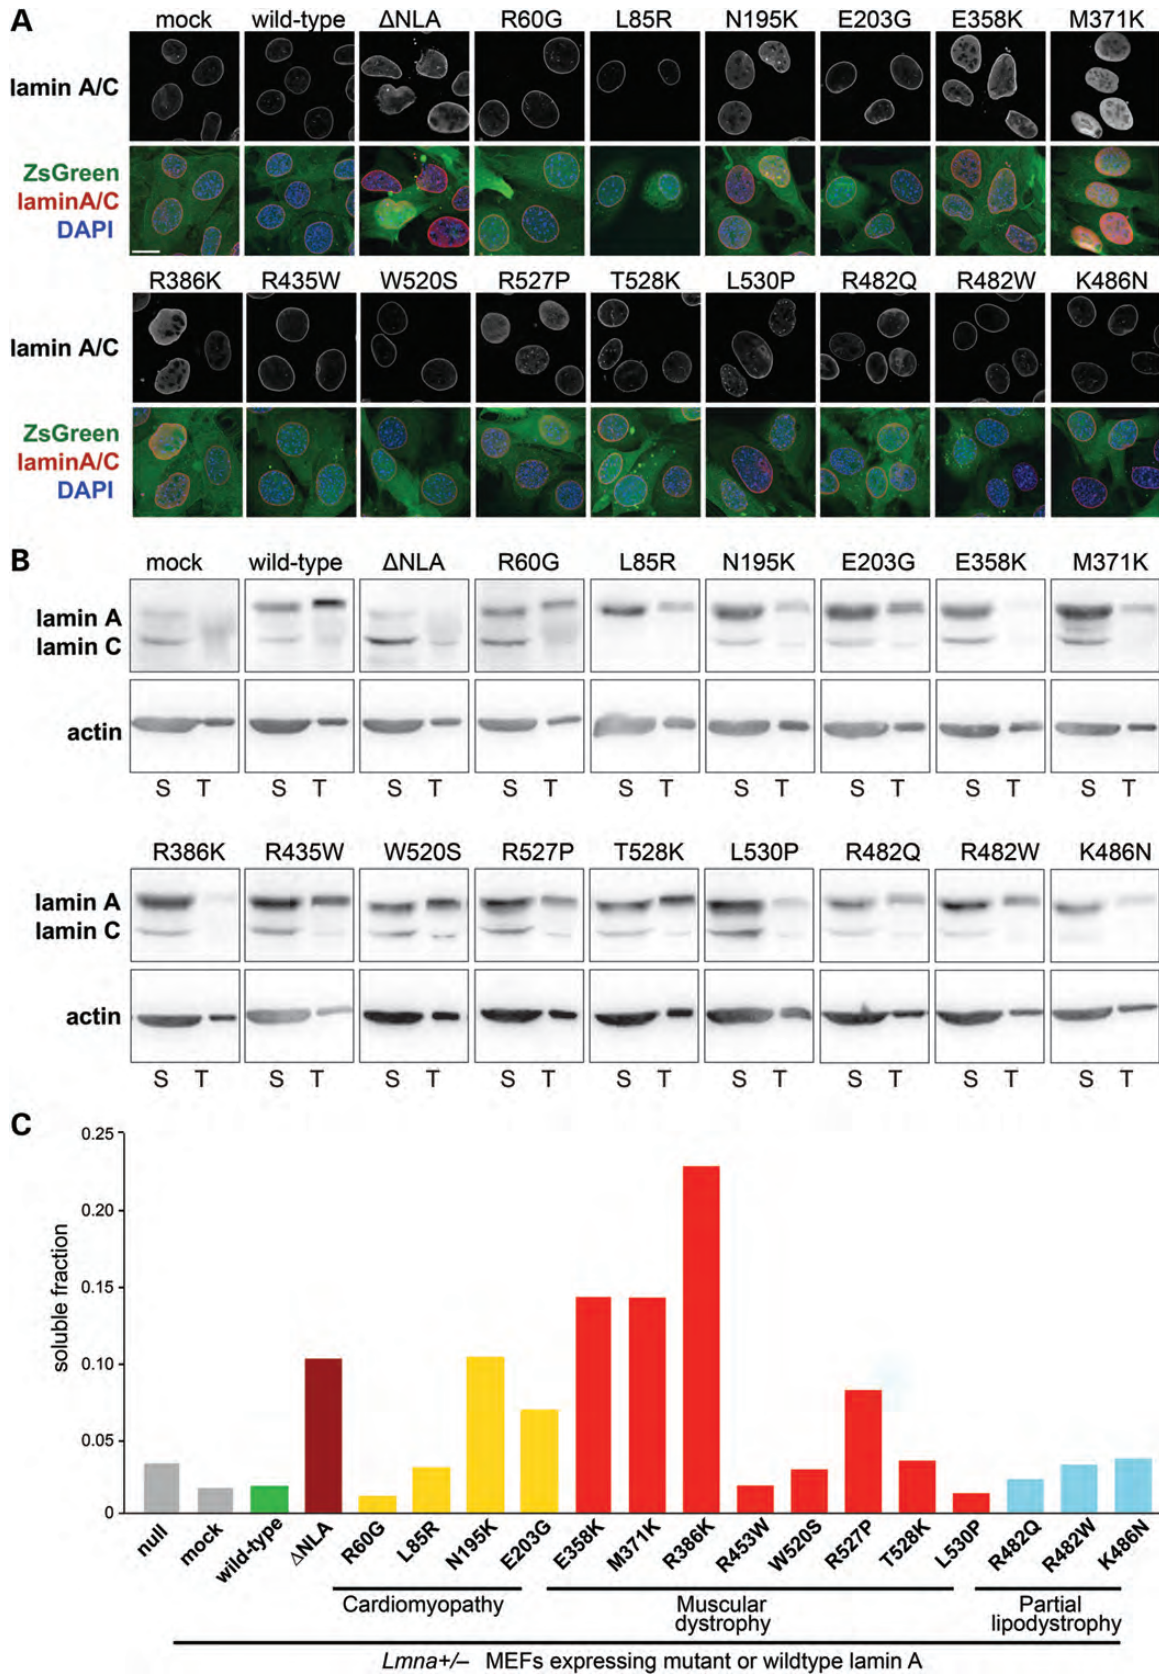 A
mock wild-type ΔNLA R60G L85R N195K E203G E358K M371K
lamin A/C
ZsGreen
laminA/C
DAPI
R386K R435W W520S R527P T528K L530P R482Q R482W K486N
lamin A/C
ZsGreen
laminA/C
DAPI
B
mock wild-type ΔNLA R60G L85R N195K E203G E358K M371K
lamin A
lamin C
actin
S T S T S T S T S T S T S T S T S T
R386K R435W W520S R527P T528K L530P R482Q R482W K486N
lamin A
lamin C
actin
S T S T S T S T S T S T S T S T S T
C
soluble fraction
0.25
0.20
0.15
0.10
0.05
0
null mock wild-type ΔNLA R60G L85R N195K E203G E358K M371K R386K R453W W520S R527P T528K L530P R482Q R482W K486N
Cardiomyopathy Muscular Partial
dystrophy lipodystrophy
Lmna+/– MEFs expressing mutant or wildtype lamin A